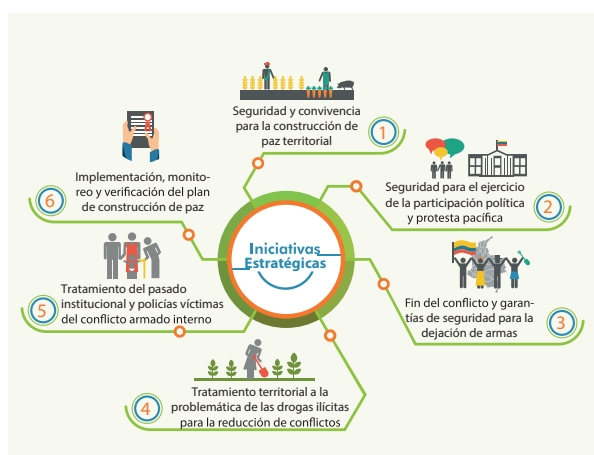 Seguridad y convivencia
para la construcción de
paz territorial
1
Seguridad para el ejercicio
de la participación política
y protesta pacífica
2
Fin del conflicto y garan-
tías de seguridad para la
dejación de armas
3
Tratamiento territorial a la
problemática de las drogas ilícitas
para la reducción de conflictos
4
Tratamiento del pasado
institucional y policías víctimas
del conflicto armado interno
5
Implementación, monito-
reo y verificación del plan
de construcción de paz
6
Iniciativas
Estratégicas